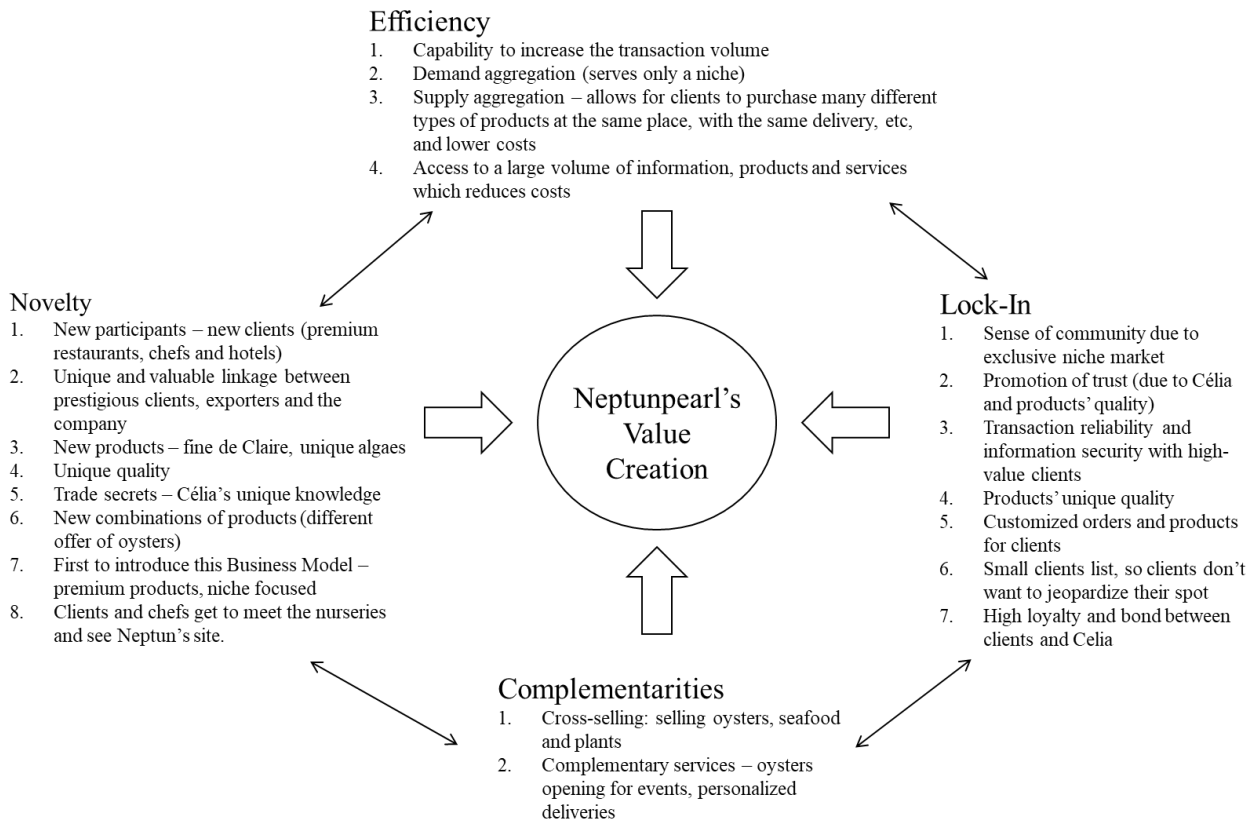 Efficiency
1. Capability to increase the transaction volume
2. Demand aggregation (serves only a niche)
3. Supply aggregation – allows for clients to purchase many different
types of products at the same place, with the same delivery, etc,
and lower costs
4. Access to a large volume of information, products and services
which reduces costs
Novelty
1. New participants – new clients (premium
restaurants, chefs and hotels)
2. Unique and valuable linkage between
prestigious clients, exporters and the
company
3. New products – fine de Claire, unique algaes
4. Unique quality
5. Trade secrets – Célia’s unique knowledge
6. New combinations of products (different
offer of oysters)
7. First to introduce this Business Model –
premium products, niche focused
8. Clients and chefs get to meet the nurseries
and see Neptun’s site.
Neptunpearl’s
Value
Creation
Lock-In
1. Sense of community due to
exclusive niche market
2. Promotion of trust (due to Célia
and products’ quality)
3. Transaction reliability and
information security with high-
value clients
4. Products’ unique quality
5. Customized orders and products
for clients
6. Small clients list, so clients don’t
want to jeopardize their spot
7. High loyalty and bond between
clients and Celia
Complementarities
1. Cross-selling: selling oysters, seafood
and plants
2. Complementary services – oysters
opening for events, personalized
deliveries